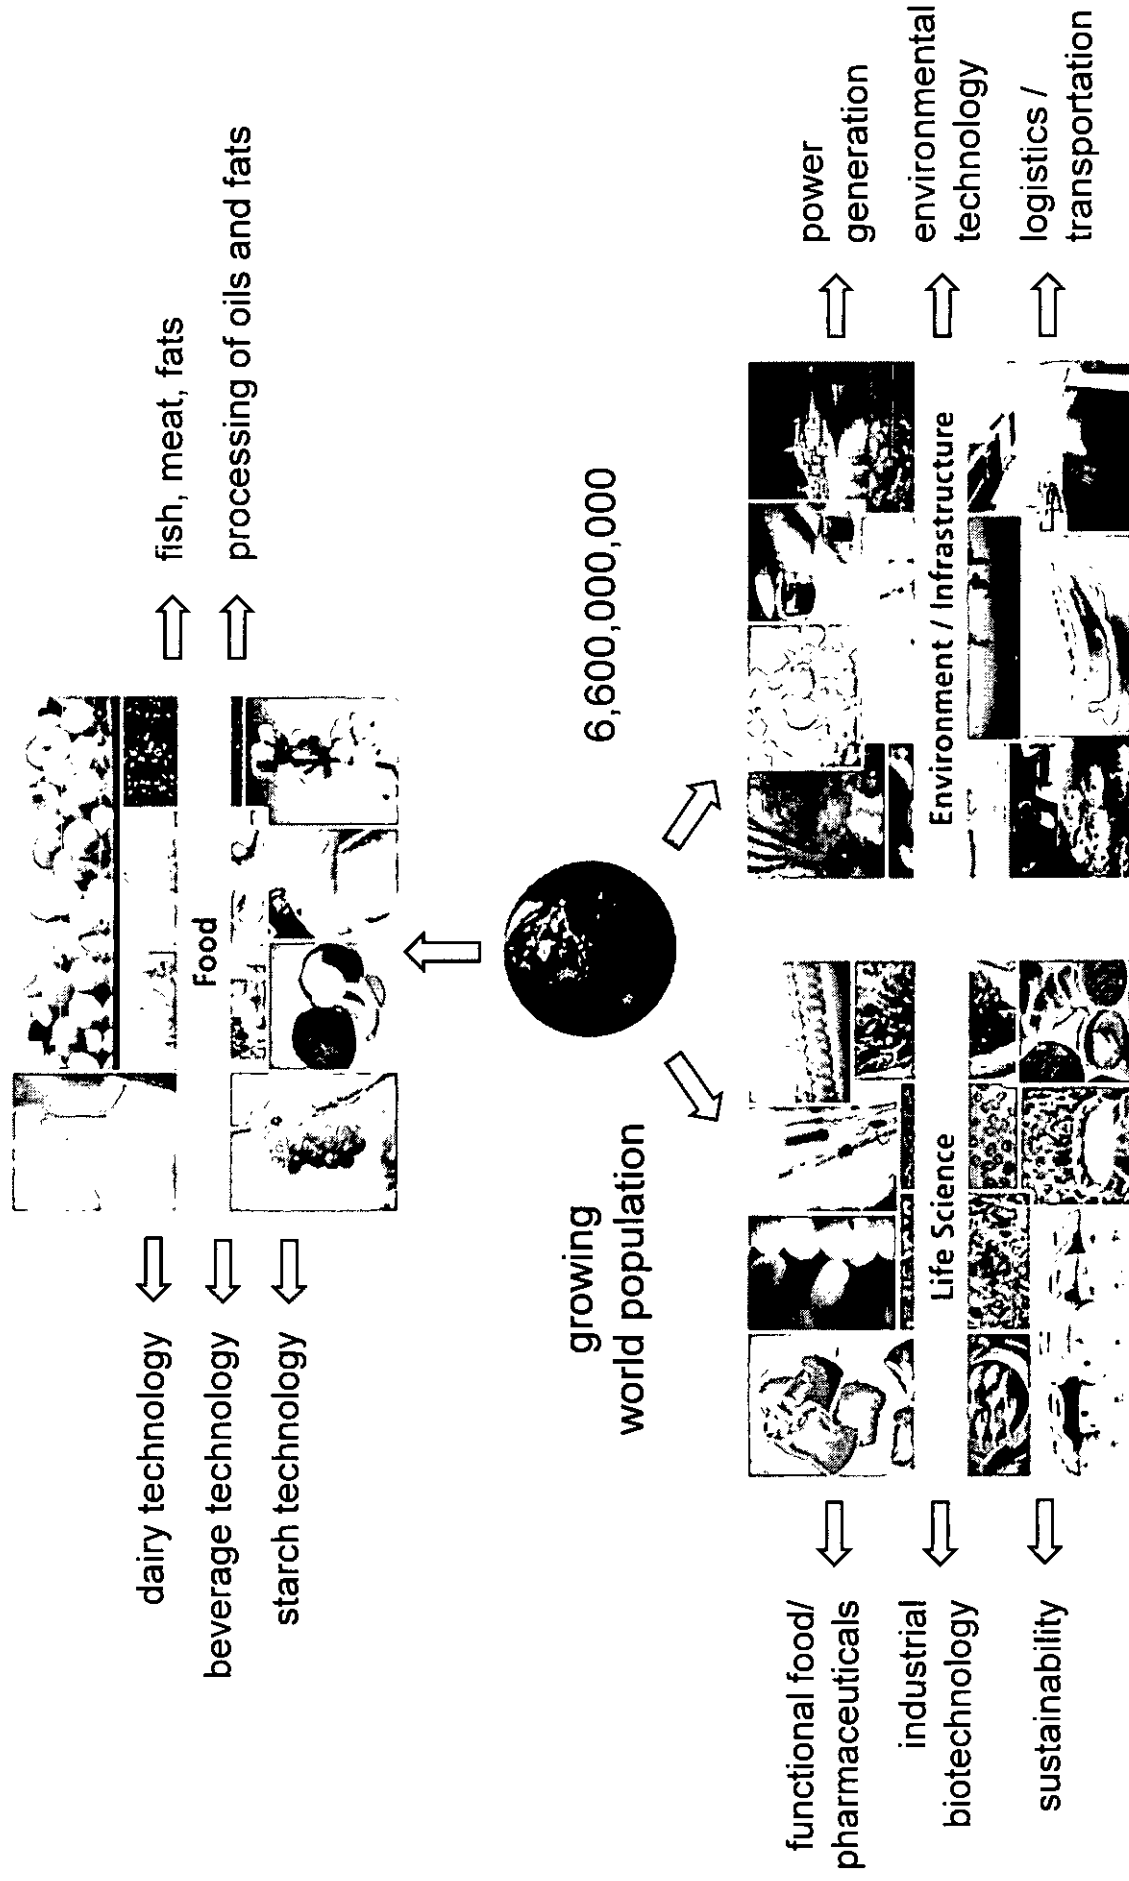 Food
dairy technology
beverage technology
starch technology
fish, meat, fats
processing of oils and fats
growing
world population
6,600,000,000
Life Science
functional food/
pharmaceuticals
industrial
biotechnology
sustainability
Environment / Infrastructure
power
generation
environmental
technology
logistics /
transportation